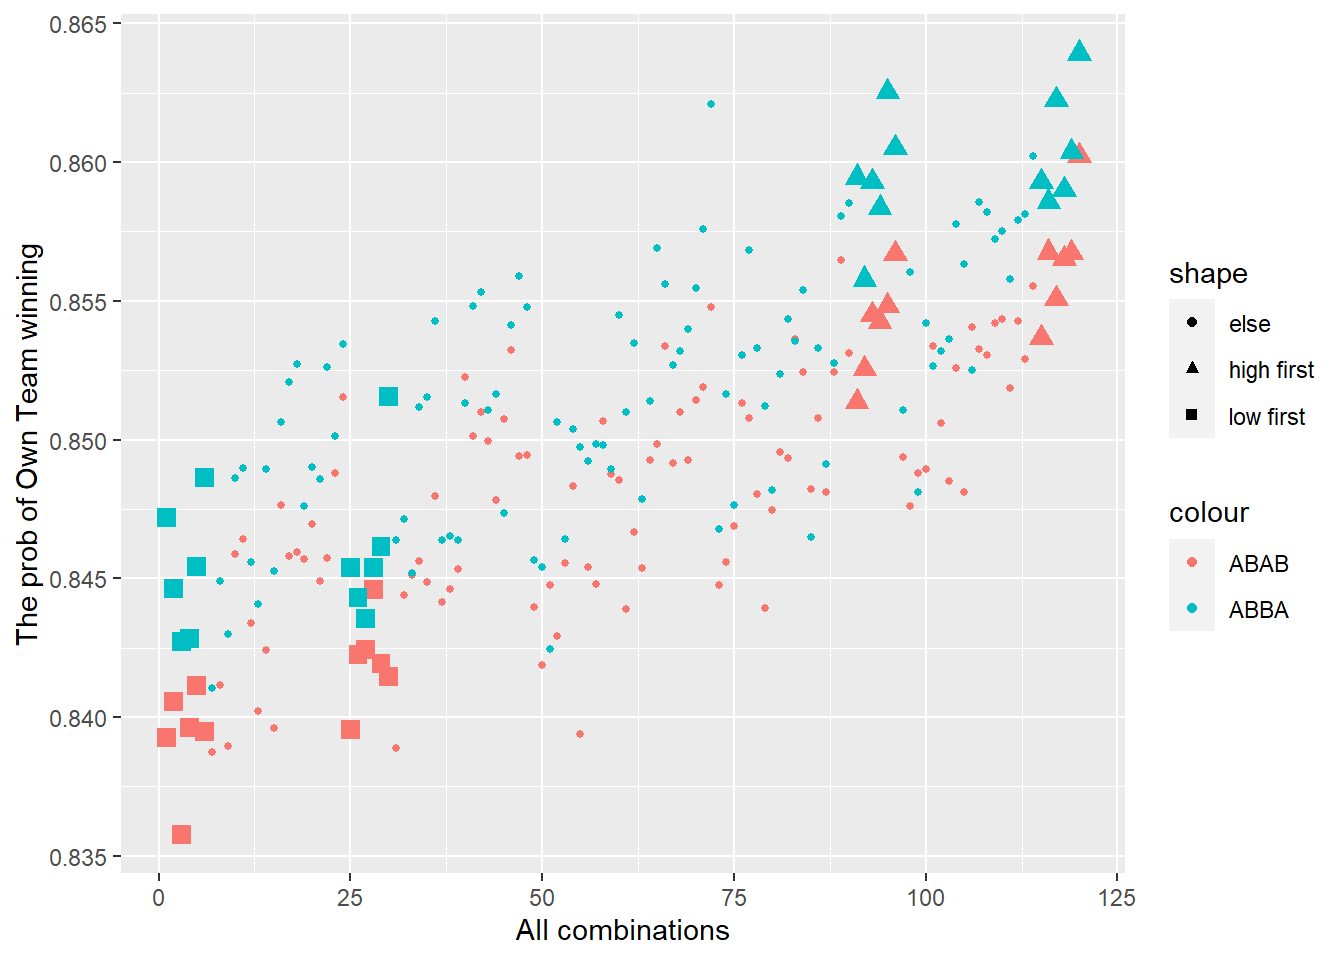 0.865
0.860
0.855
0.850
0.845
0.840
0.835
The prob of Own Team winning
0
25
50
75
100
125
All combinations
shape
else
high first
low first
colour
ABAB
ABBA